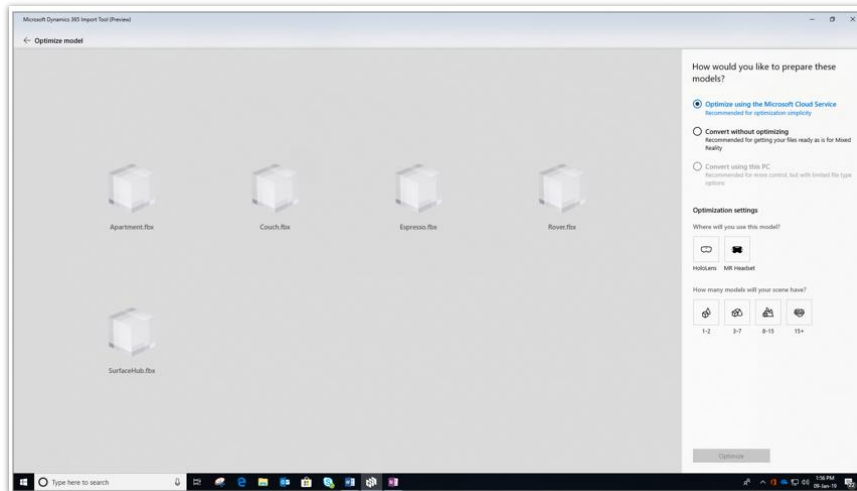 Microsoft Dynamics 365 Import Tool (Preview)
Optimize model
How would you like to prepare these
models?
Optimize using the Microsoft Cloud Service
Recommended for optimization simplicity
Convert without optimizing
Recommended for getting your files ready as is for Mixed
Reality
Convert using this PC
Recommended for more control, but with limited file type
options
Apartment.fbx
Couch.fbx
Espresso.fbx
Rover.fbx
Optimization settings
Where will you use this model?
HoloLens MR Headset
How many models will your scene have?
1-2 3-7 8-15 15+
SurfaceHub.fbx
Optimize
Type here to search
1:56 PM
09-Jan-19